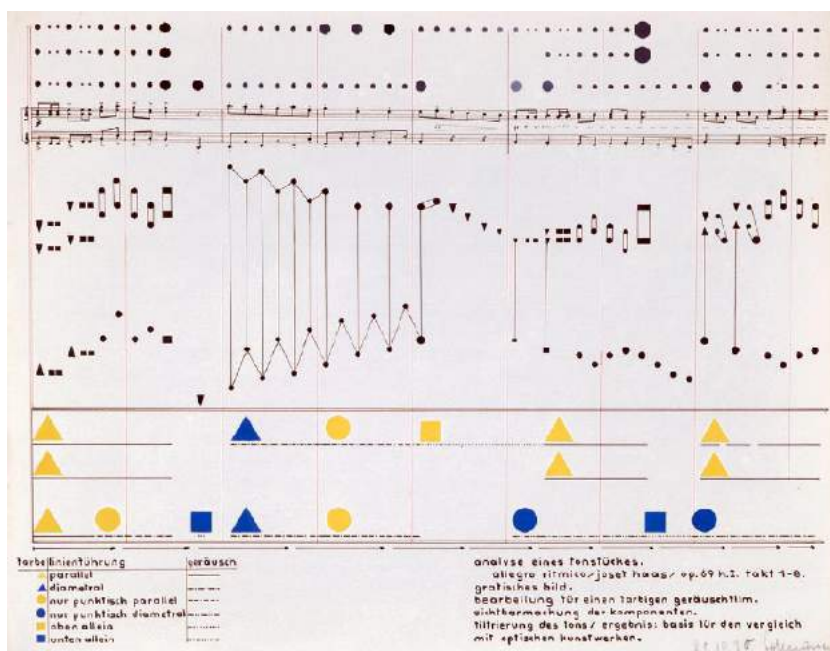 farbe linienführung geräusch
parallel
diametral
nur punktisch parallel
nur punktisch diametral
oben allein
unten allein
analyse eines tonstückes.
allegro ritmico/josef haas/ op.69 h.I. takt 1-8.
grafisches bild.
bearbeitung für einen farbigen geräuschfilm.
sichtbarmachung der komponenten.
filtrierung des tons/ ergebnis: basis für den vergleich
mit optischen kunstwerken.